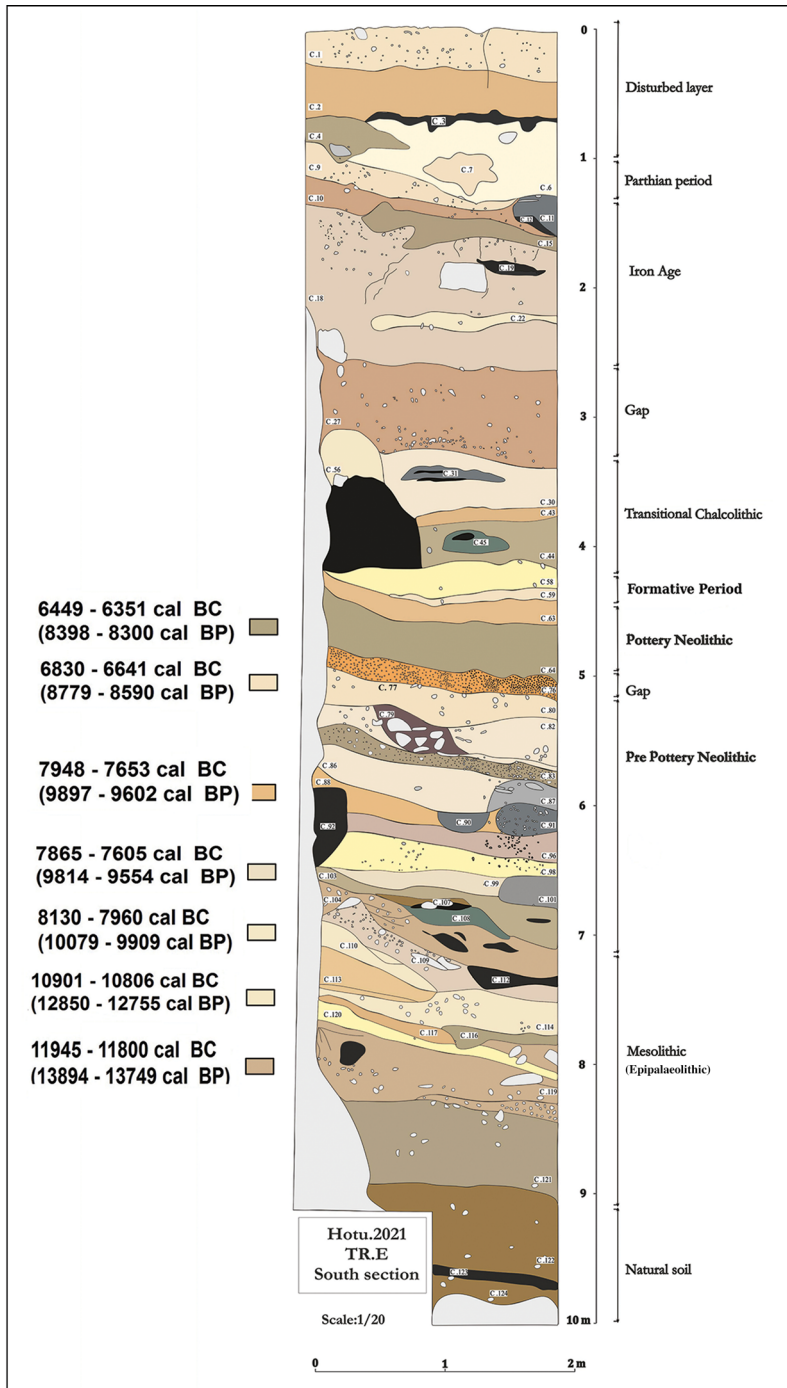 0
C .1
Disturbed layer
C .2
C .3
C .4
1
C .9
C .7
Parthian period
C .6
C .10
C .11
C .12
C .15
Iron Age
C .19
2
C .18
C .22
Gap
3
C .27
C .56
C .31
C .30
C .43
Transitional Chalcolithic
4
C.45
C .44
C.58
Formative Period
C .59
C .63
6449 - 6351 cal BC
(8398 - 8300 cal BP)
Pottery Neolithic
C .64
5
6830 - 6641 cal BC
(8779 - 8590 cal BP)
C. 77
Gap
C .80
C .79
C .82
Pre Pottery Neolithic
C .86
C .83
C .88
7948 - 7653 cal BC
(9897 - 9602 cal BP)
C .87
6
C .92
C .90
C .91
C .96
7865 - 7605 cal BC
(9814 - 9554 cal BP)
C .98
C .103
C .99
C .101
C .104
C .107
8130 - 7960 cal BC
(10079 - 9909 cal BP)
C .108
7
C .110
C .109
C .112
10901 - 10806 cal BC
(12850 - 12755 cal BP)
C .113
C .120
C .114
C .117
C .116
11945 - 11800 cal BC
(13894 - 13749 cal BP)
Mesolithic
(Epipalaeolithic)
8
C .119
C .121
9
Hotu.2021
TR.E
South section
C .122
C .123
Natural soil
C .124
Scale:1/20
10 m
0
1
2 m